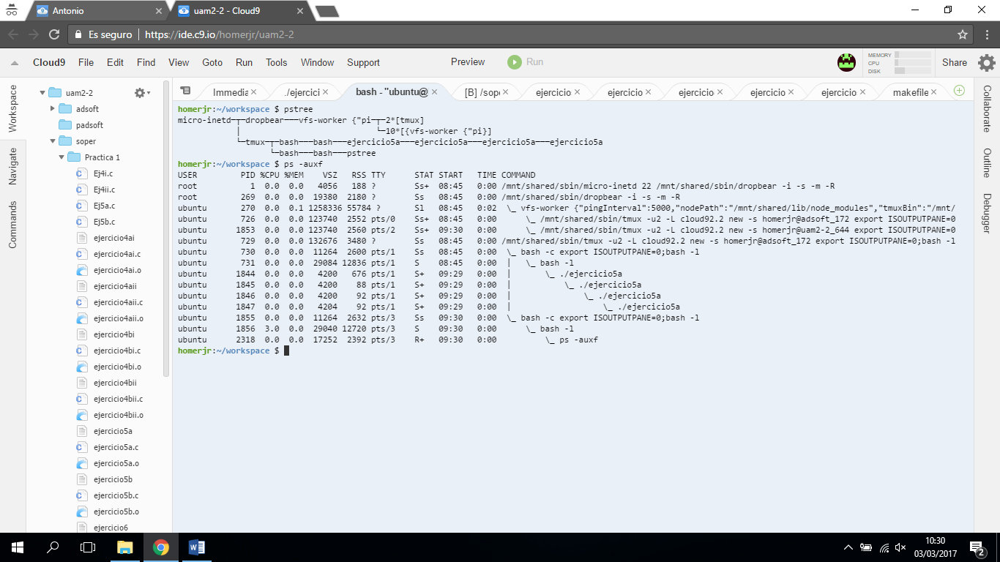 Antonio
uam2-2 - Cloud9
Es seguro | https://ide.c9.io/homerjr/uam2-2
Cloud9 File Edit Find View Goto Run Tools Window Support Preview Run MEMORY CPU DISK Share
Workspace
Navigate
Commands
uam2-2
adsoft
padsoft
soper
Practica 1
Ej4i.c
Ej4ii.c
Ej5a.c
Ej5b.c
ejercicio4ai
ejercicio4ai.c
ejercicio4ai.o
ejercicio4aii
ejercicio4aii.c
ejercicio4aii.o
ejercicio4bi
ejercicio4bi.c
ejercicio4bi.o
ejercicio4bii
ejercicio4bii.c
ejercicio4bii.o
ejercicio5a
ejercicio5a.c
ejercicio5a.o
ejercicio5b
ejercicio5b.c
ejercicio5b.o
ejercicio6
Immedia ./ejercici bash - "ubuntu@ [B] /sop ejercicio ejercicio ejercicio ejercicio ejercicio makefile
homerjr:~/workspace $ pstree
micro-inetd─┬─dropbear───vfs-worker {"pi─┬─2*[tmux]
            │                            └─10*[{vfs-worker {"pi}]
            └─tmux─┬─bash───bash───ejercicio5a───ejercicio5a───ejercicio5a───ejercicio5a
                   └─bash───bash───pstree
homerjr:~/workspace $ ps -auxf
USER       PID %CPU %MEM    VSZ   RSS TTY      STAT START   TIME COMMAND
root         1  0.0  0.0   4056   188 ?        Ss+  08:45   0:00 /mnt/shared/sbin/micro-inetd 22 /mnt/shared/sbin/dropbear -i -s -m -R
root       269  0.0  0.0  19380  2180 ?        Ss   08:45   0:00 /mnt/shared/sbin/dropbear -i -s -m -R
ubuntu     270  0.0  0.1 1258336 55784 ?       Sl   08:45   0:02  \_ vfs-worker {"pingInterval":5000,"nodePath":"/mnt/shared/lib/node_modules","tmuxBin":"/mnt/
ubuntu     726  0.0  0.0 123740  2552 pts/0    Ss+  08:45   0:00      \_ /mnt/shared/sbin/tmux -u2 -L cloud92.2 new -s homerjr@adsoft_172 export ISOUTPUTPANE=0
ubuntu    1853  0.0  0.0 123740  2560 pts/2    Ss+  09:30   0:00      \_ /mnt/shared/sbin/tmux -u2 -L cloud92.2 new -s homerjr@uam2-2_644 export ISOUTPUTPANE=0
ubuntu     729  0.0  0.0 132676  3480 ?        Ss   08:45   0:00 /mnt/shared/sbin/tmux -u2 -L cloud92.2 new -s homerjr@adsoft_172 export ISOUTPUTPANE=0;bash -l
ubuntu     730  0.0  0.0  11264  2600 pts/1    Ss   08:45   0:00  \_ bash -c export ISOUTPUTPANE=0;bash -l
ubuntu     731  0.0  0.0  29084 12836 pts/1    S    08:45   0:00  |   \_ bash -l
ubuntu    1844  0.0  0.0   4200   676 pts/1    S+   09:29   0:00  |       \_ ./ejercicio5a
ubuntu    1845  0.0  0.0   4200    88 pts/1    S+   09:29   0:00  |           \_ ./ejercicio5a
ubuntu    1846  0.0  0.0   4200    92 pts/1    S+   09:29   0:00  |               \_ ./ejercicio5a
ubuntu    1847  0.0  0.0   4204    92 pts/1    S+   09:29   0:00  |                   \_ ./ejercicio5a
ubuntu    1855  0.0  0.0  11264  2632 pts/3    Ss   09:30   0:00  \_ bash -c export ISOUTPUTPANE=0;bash -l
ubuntu    1856  3.0  0.0  29040 12720 pts/3    S    09:30   0:00      \_ bash -l
ubuntu    2318  0.0  0.0  17252  2392 pts/3    R+   09:30   0:00          \_ ps -auxf
homerjr:~/workspace $
Collaborate
Outline
Debugger
10:30
03/03/2017
2